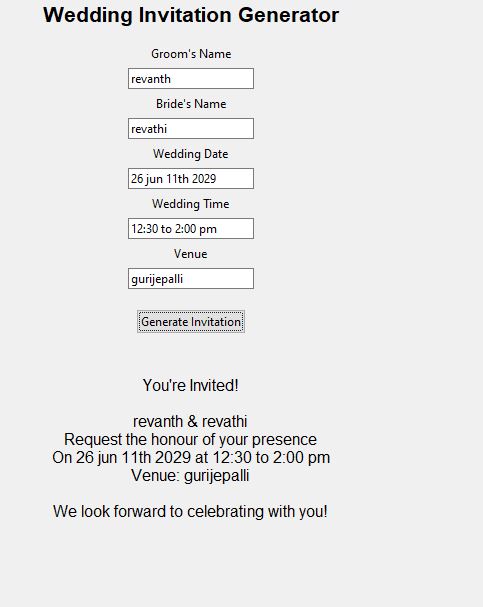 Wedding Invitation Generator
Groom's Name
revanth
Bride's Name
revathi
Wedding Date
26 jun 11th 2029
Wedding Time
12:30 to 2:00 pm
Venue
gurijepalli
Generate Invitation
You're Invited!
revanth & revathi
Request the honour of your presence
On 26 jun 11th 2029 at 12:30 to 2:00 pm
Venue: gurijepalli
We look forward to celebrating with you!